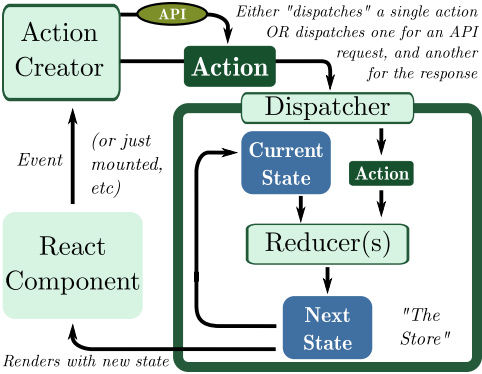 Action
Creator
API
Action
Either "dispatches" a single action
OR dispatches one for an API
request, and another
for the response
Dispatcher
Event
(or just
mounted,
etc)
Current
State
Action
React
Component
Reducer(s)
Next
State
"The
Store"
Renders with new state